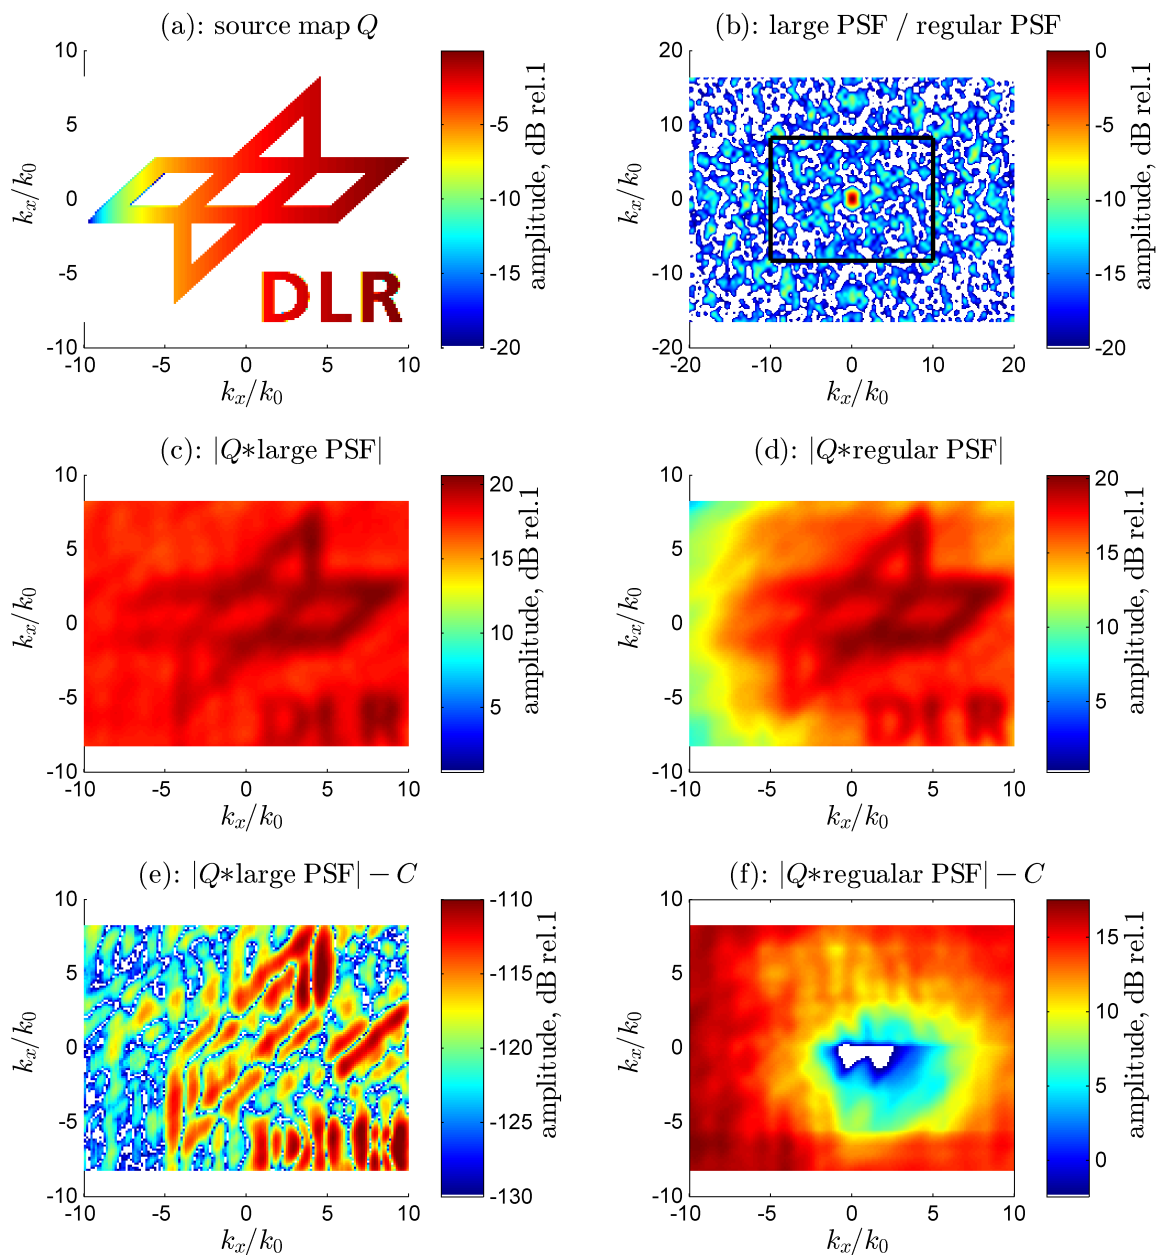 (a): source map Q
10
5
0
-5
-10
-10 -5 0 5 10
k_x/k_0
k_x/k_0
0
-5
-10
-15
-20
amplitude, dB rel.1
DLR
(b): large PSF / regular PSF
20
10
0
-10
-20
-20 -10 0 10 20
k_x/k_0
k_x/k_0
0
-5
-10
-15
-20
amplitude, dB rel.1
(c): |Q*large PSF|
10
5
0
-5
-10
-10 -5 0 5 10
k_x/k_0
k_x/k_0
20
15
10
5
amplitude, dB rel.1
DLR
(d): |Q*regular PSF|
10
5
0
-5
-10
-10 -5 0 5 10
k_x/k_0
k_x/k_0
20
15
10
5
amplitude, dB rel.1
DLR
(e): |Q*large PSF| − C
10
5
0
-5
-10
-10 -5 0 5 10
k_x/k_0
k_x/k_0
-110
-115
-120
-125
-130
amplitude, dB rel.1
(f): |Q*regualar PSF| − C
10
5
0
-5
-10
-10 -5 0 5 10
k_x/k_0
k_x/k_0
15
10
5
0
amplitude, dB rel.1